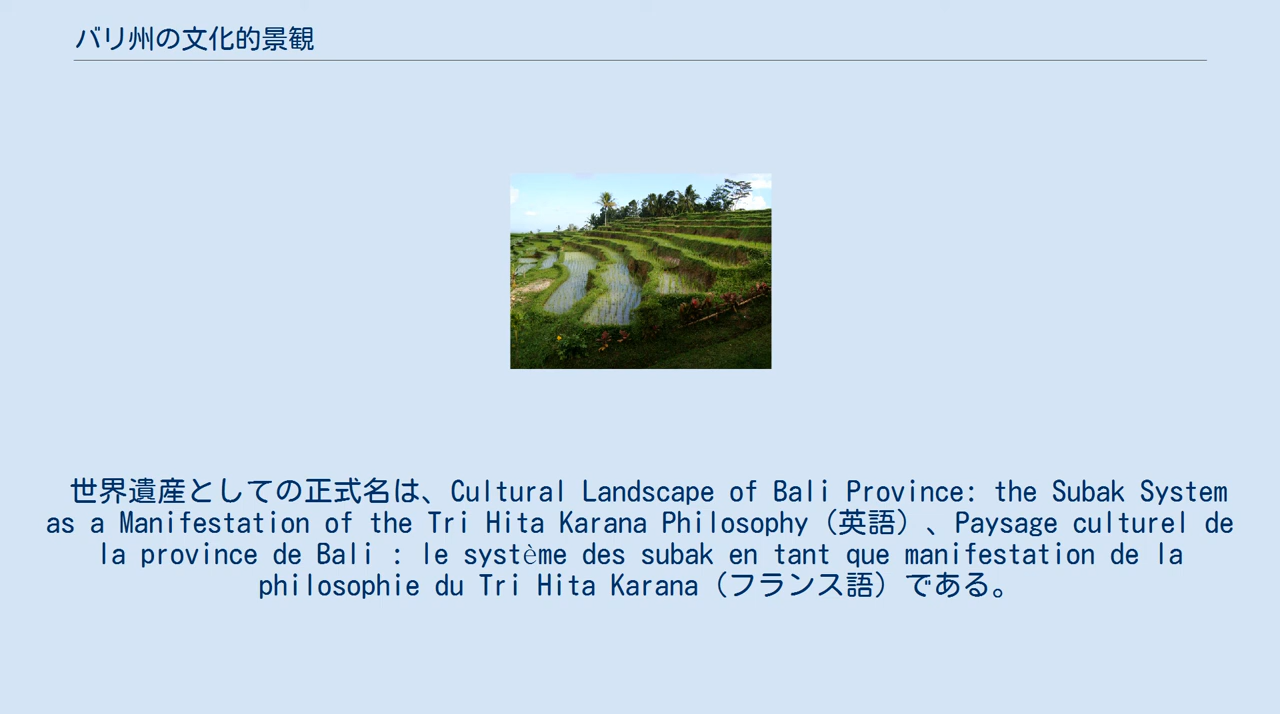 バリ州の文化的景観
世界遺産としての正式名は、Cultural Landscape of Bali Province: the Subak System
as a Manifestation of the Tri Hita Karana Philosophy（英語）、Paysage culturel de
la province de Bali : le système des subak en tant que manifestation de la
philosophie du Tri Hita Karana（フランス語）である。